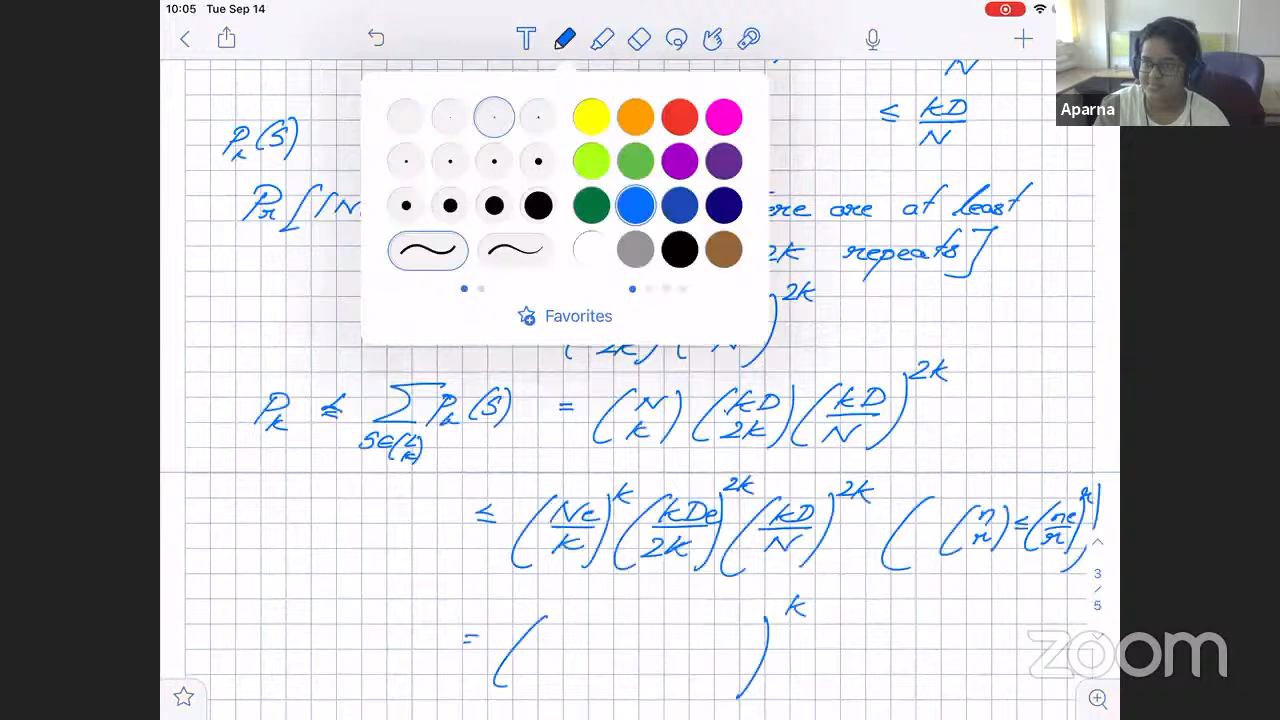 10:05 Tue Sep 14
N
≤ kD/N
Aparna
P_k(S)
Pr[|N
ere are at least
2k repeats]
)^{2k}
Favorites
P_k ≤ ∑_{S∈(L k)} P_k(S) = (N k) (kD 2k) (kD/N)^{2k}
≤ (Ne/k)^k (kDe/2k)^{2k} (kD/N)^{2k} ( (n r) ≤ (ne/r)^r )
= ( )^k
3
/
5
zoom